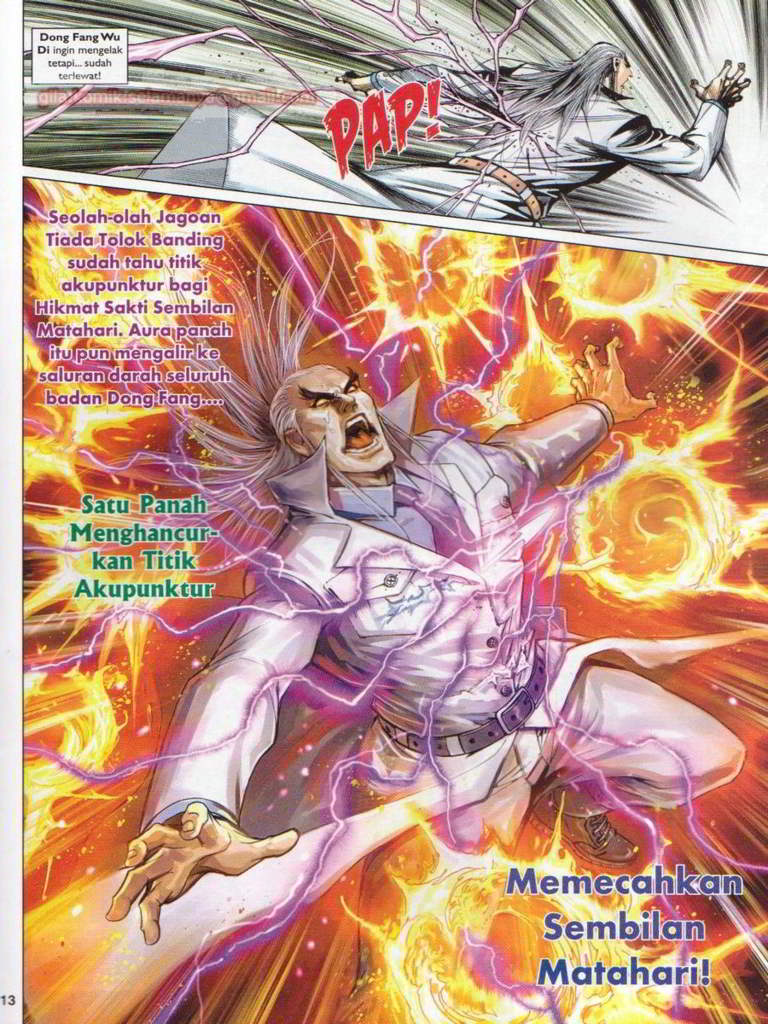 Dong Fang Wu
Di ingin mengelak
tetapi... sudah
terlewat!
PAP!
Seolah-olah Jagoan
Tiada Tolok Banding
sudah tahu titik
akupunktur bagi
Hikmat Sakti Sembilan
Matahari. Aura panah
itu pun mengalir ke
saluran darah seluruh
badan Dong Fang....
Satu Panah
Menghancur-
kan Titik
Akupunktur
Memecahkan
Sembilan
Matahari!
13